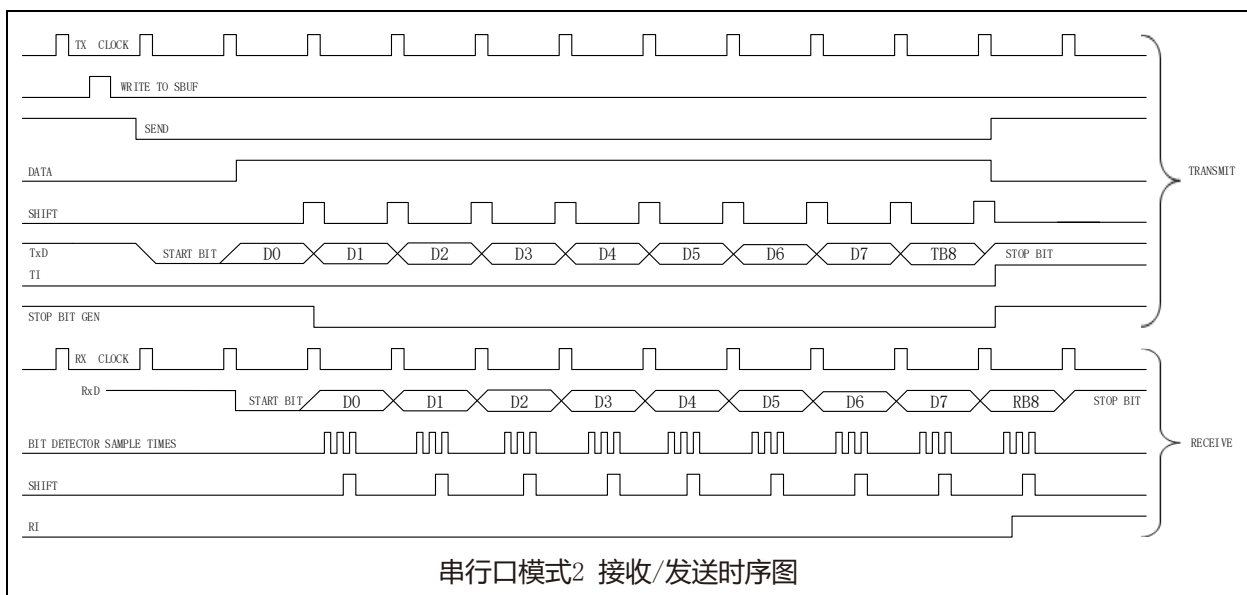 TX CLOCK
WRITE TO SBUF
SEND
DATA
TRANSMIT
SHIFT
TxD START BIT D0 D1 D2 D3 D4 D5 D6 D7 TB8 STOP BIT
TI
STOP BIT GEN
RX CLOCK
RxD START BIT D0 D1 D2 D3 D4 D5 D6 D7 RB8 STOP BIT
BIT DETECTOR SAMPLE TIMES
RECEIVE
SHIFT
RI
串行口模式2 接收/发送时序图